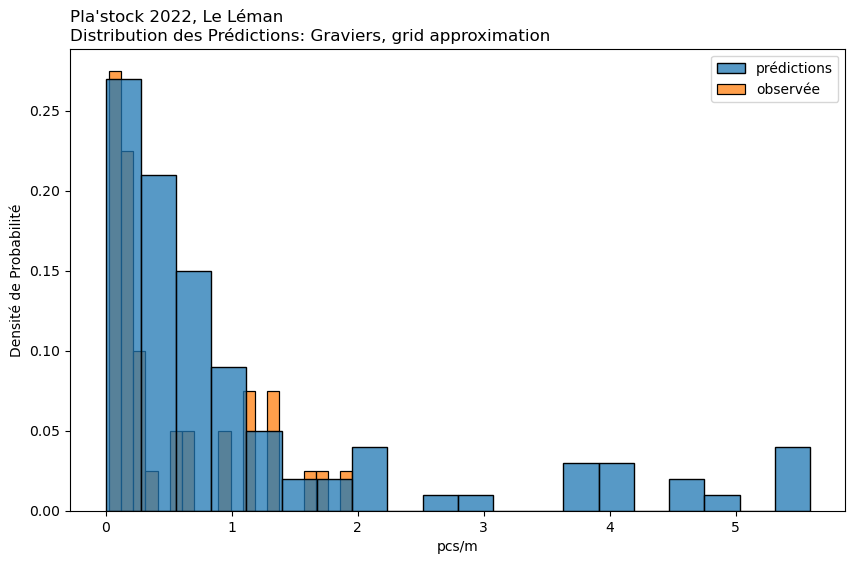 Pla'stock 2022, Le Léman
Distribution des Prédictions: Graviers, grid approximation
prédictions
observée
Densité de Probabilité
0.25
0.20
0.15
0.10
0.05
0.00
0 1 2 3 4 5
pcs/m